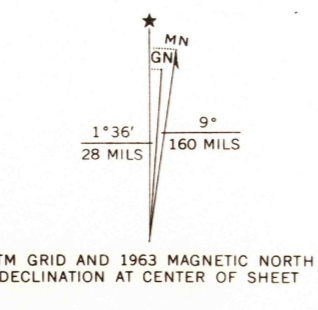 MN
GN
1°36′
28 MILS
9°
160 MILS
TM GRID AND 1963 MAGNETIC NORTH
DECLINATION AT CENTER OF SHEET